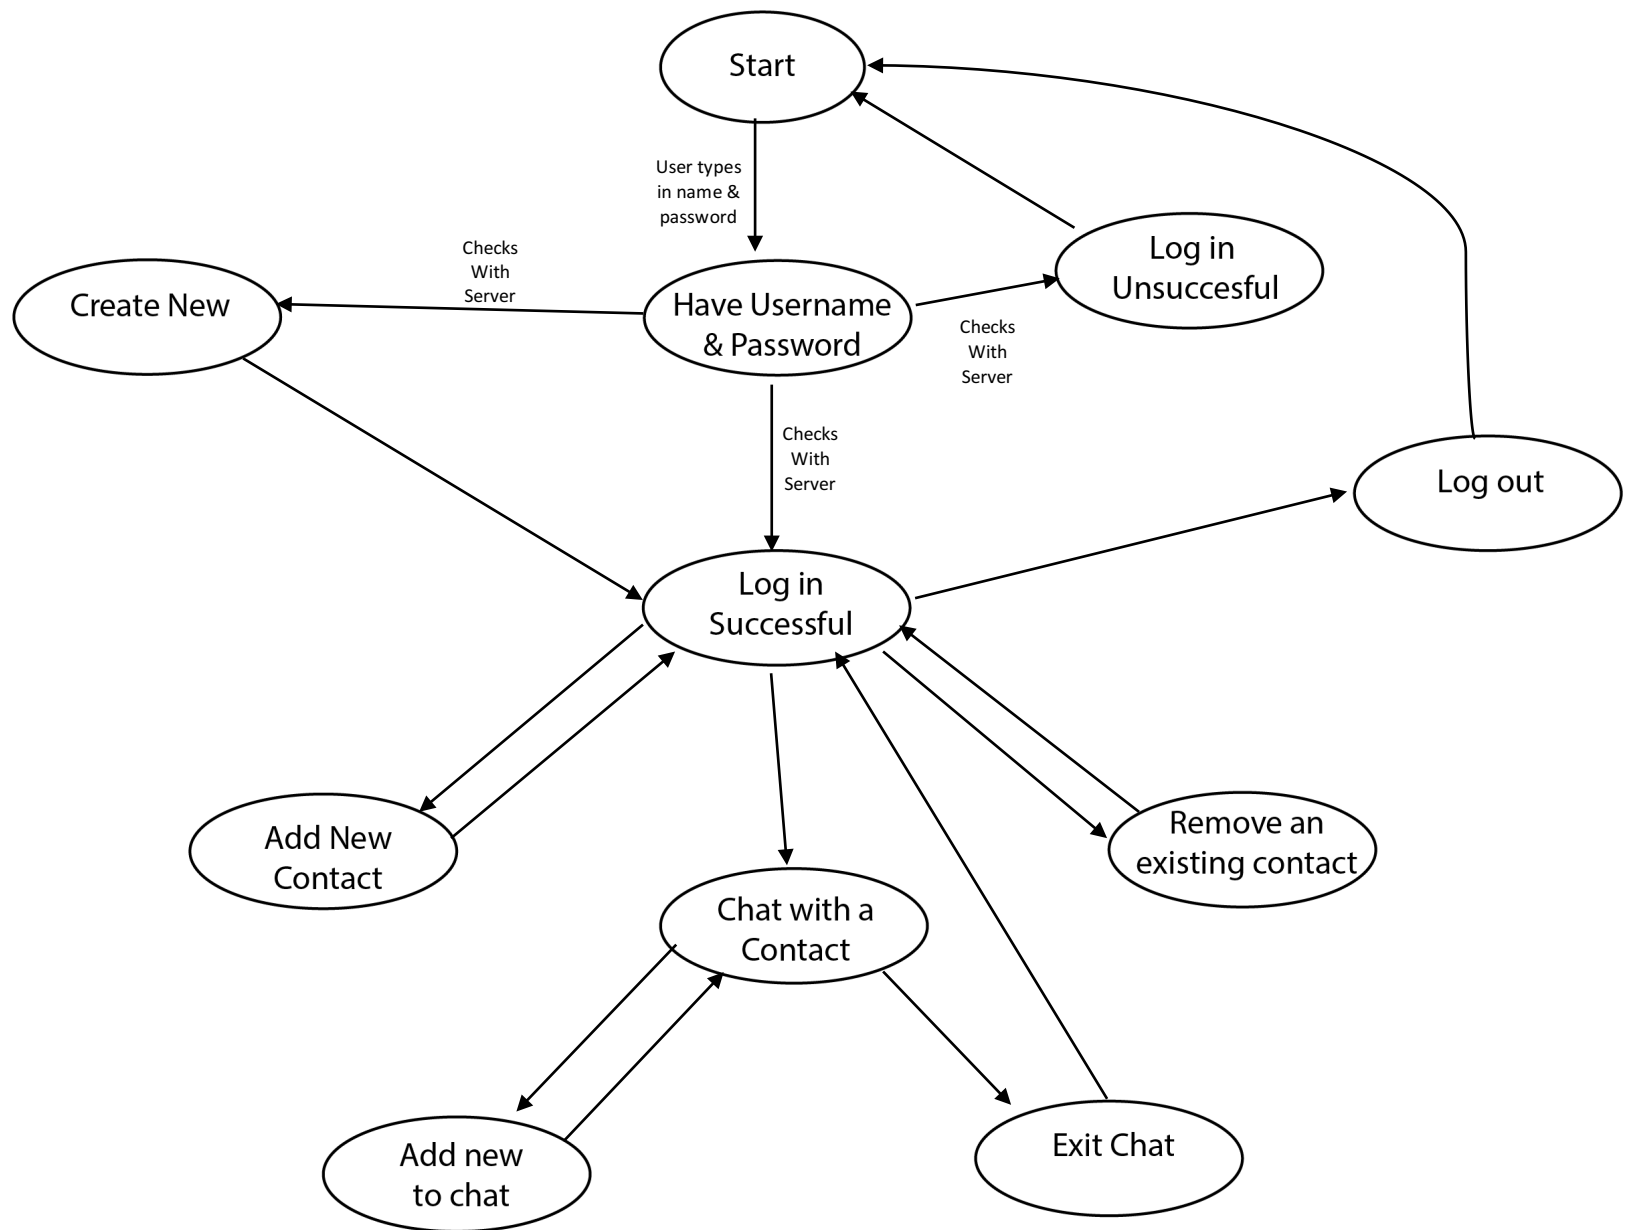 Start
User types
in name &
password
Checks
With
Server
Create New
Have Username
& Password
Log in
Unsuccesful
Checks
With
Server
Checks
With
Server
Log out
Log in
Successful
Add New
Contact
Chat with a
Contact
Remove an
existing contact
Add new
to chat
Exit Chat